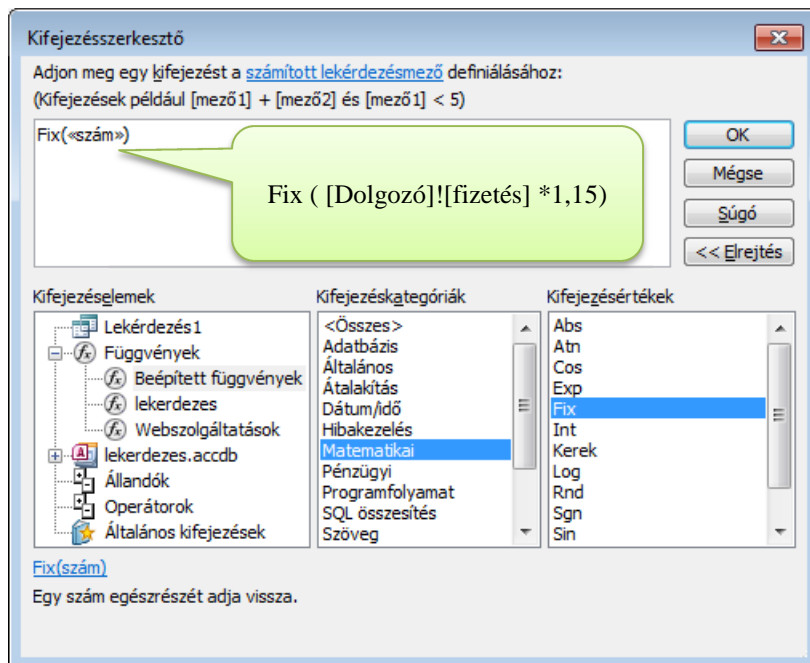 Kifejezésszerkesztő
Adjon meg egy kifejezést a számított lekérdezésmező definiálásához:
(Kifejezések például [mező1] + [mező2] és [mező1] < 5)
Fix(«szám»)
Fix ( [Dolgozó]![fizetés] *1,15)
OK
Mégse
Súgó
<< Elrejtés
Kifejezéselemek
Lekérdezés1
Függvények
Beépített függvények
lekerdezes
Webszolgáltatások
lekerdezes.accdb
Állandók
Operátorok
Általános kifejezések
Kifejezéskategóriák
<Összes>
Adatbázis
Általános
Átalakítás
Dátum/idő
Hibakezelés
Matematikai
Pénzügyi
Programfolyamat
SQL összesítés
Szöveg
Kifejezésértékek
Abs
Atn
Cos
Exp
Fix
Int
Kerek
Log
Rnd
Sgn
Sin
Fix(szám)
Egy szám egészrészét adja vissza.